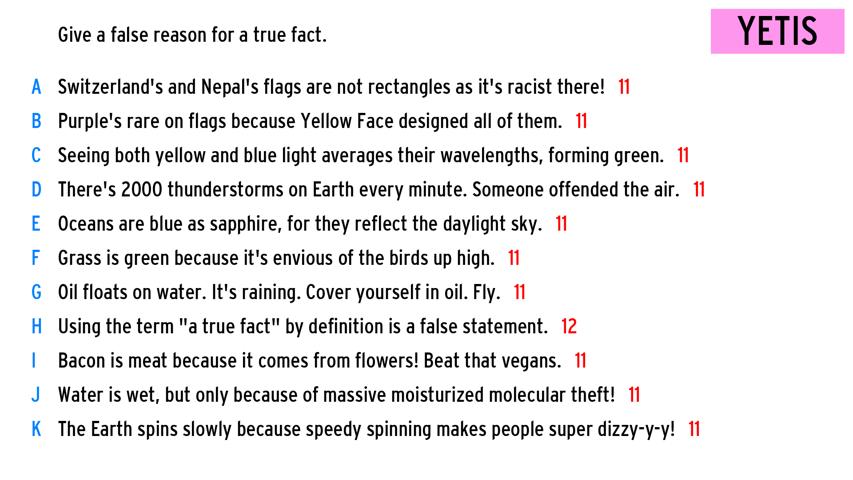 Give a false reason for a true fact.
YETIS
A Switzerland's and Nepal's flags are not rectangles as it's racist there! 11
B Purple's rare on flags because Yellow Face designed all of them. 11
C Seeing both yellow and blue light averages their wavelengths, forming green. 11
D There's 2000 thunderstorms on Earth every minute. Someone offended the air. 11
E Oceans are blue as sapphire, for they reflect the daylight sky. 11
F Grass is green because it's envious of the birds up high. 11
G Oil floats on water. It's raining. Cover yourself in oil. Fly. 11
H Using the term "a true fact" by definition is a false statement. 12
I Bacon is meat because it comes from flowers! Beat that vegans. 11
J Water is wet, but only because of massive moisturized molecular theft! 11
K The Earth spins slowly because speedy spinning makes people super dizzy-y-y! 11